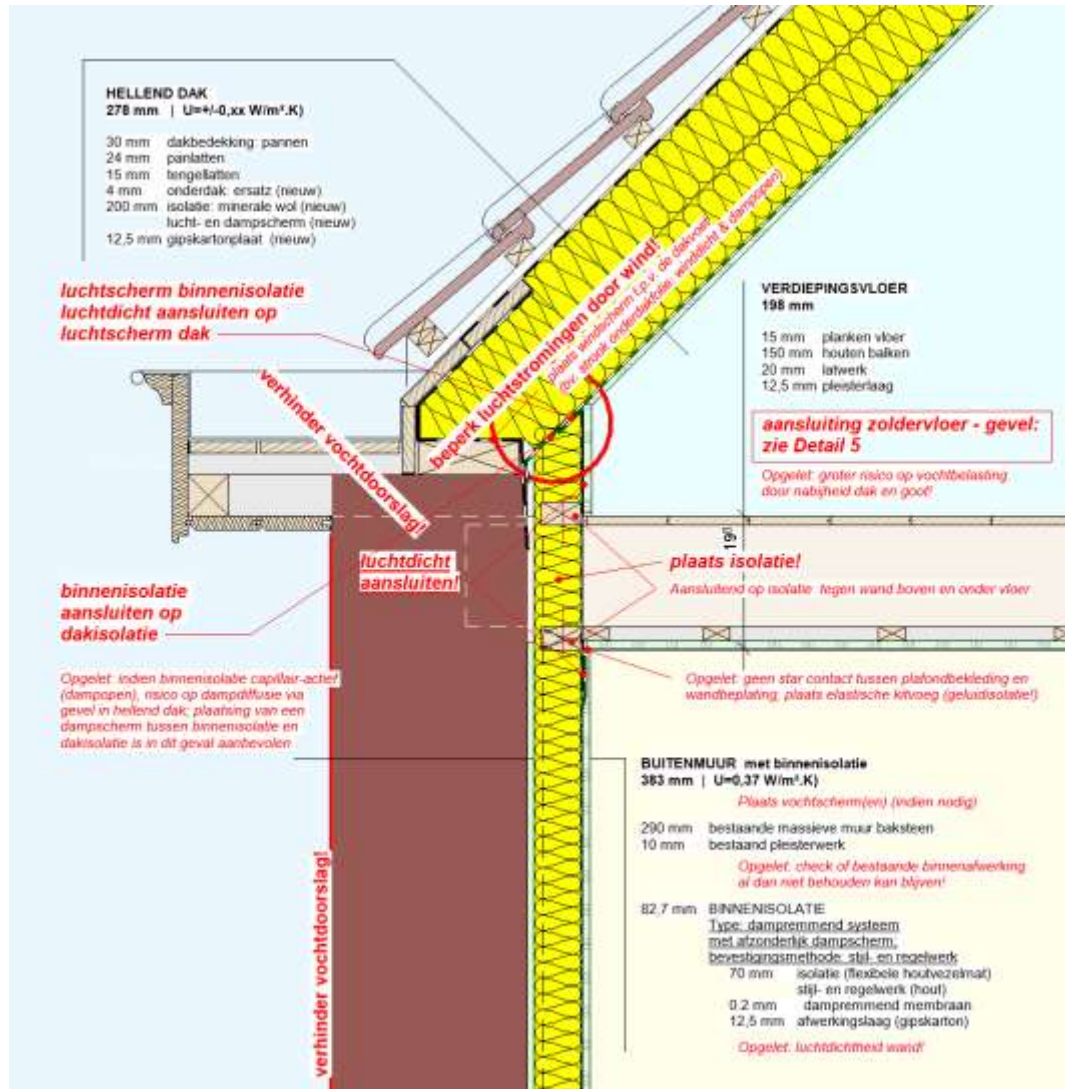 HELLEND DAK
278 mm | U=+/-0,xx W/m².K)
30 mm dakbedekking: pannen
24 mm panlatten
15 mm tengellatten
4 mm onderdak: ersatz (nieuw)
200 mm isolatie: minerale wol (nieuw)
lucht- en dampscherm (nieuw)
12,5 mm gipskartonplaat (nieuw)
luchtscherm binnenisolatie
luchtdicht aansluiten op
luchtscherm dak
verhinder vochtdoorslag!
beperk luchtstromingen door wind!
plaats windscherm t.p.v. de dakvoet
(bv. strook onderdakfolie, winddicht & dampopen)
VERDIEPINGSVLOER
198 mm
15 mm planken vloer
150 mm houten balken
20 mm latwerk
12,5 mm pleisterlaag
aansluiting zoldervloer - gevel:
zie Detail 5
Opgelet: groter risico op vochtbelasting
door nabijheid dak en goot!
luchtdicht
aansluiten!
plaats isolatie!
Aansluitend op isolatie tegen wand boven en onder vloer
binnenisolatie
aansluiten op
dakisolatie
Opgelet: indien binnenisolatie capillair-actief
(dampopen), risico op dampdiffusie via
gevel in hellend dak; plaatsing van een
dampscherm tussen binnenisolatie en
dakisolatie is in dit geval aanbevolen
Opgelet: geen star contact tussen plafondbekleding en
wandbeplating; plaats elastische kitvoeg (geluidisolatie!)
BUITENMUUR met binnenisolatie
383 mm | U=0,37 W/m².K)
Plaats vochtscherm(en) (indien nodig)
290 mm bestaande massieve muur baksteen
10 mm bestaand pleisterwerk
Opgelet: check of bestaande binnenafwerking
al dan niet behouden kan blijven!
82,7 mm BINNENISOLATIE
Type: dampremmend systeem
met afzonderlijk dampscherm;
bevestigingsmethode: stijl- en regelwerk
70 mm isolatie (flexibele houtvezelmat)
stijl- en regelwerk (hout)
0.2 mm dampremmend membraan
12,5 mm afwerkingslaag (gipskarton)
Opgelet: luchtdichtheid wand!
verhinder vochtdoorslag!